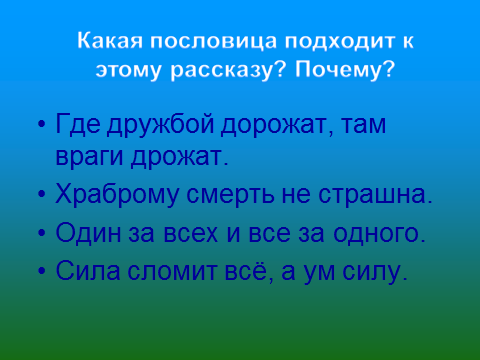 Какая пословица подходит к
этому рассказу? Почему?
• Где дружбой дорожат, там
враги дрожат.
• Храброму смерть не страшна.
• Один за всех и все за одного.
• Сила сломит всё, а ум силу.